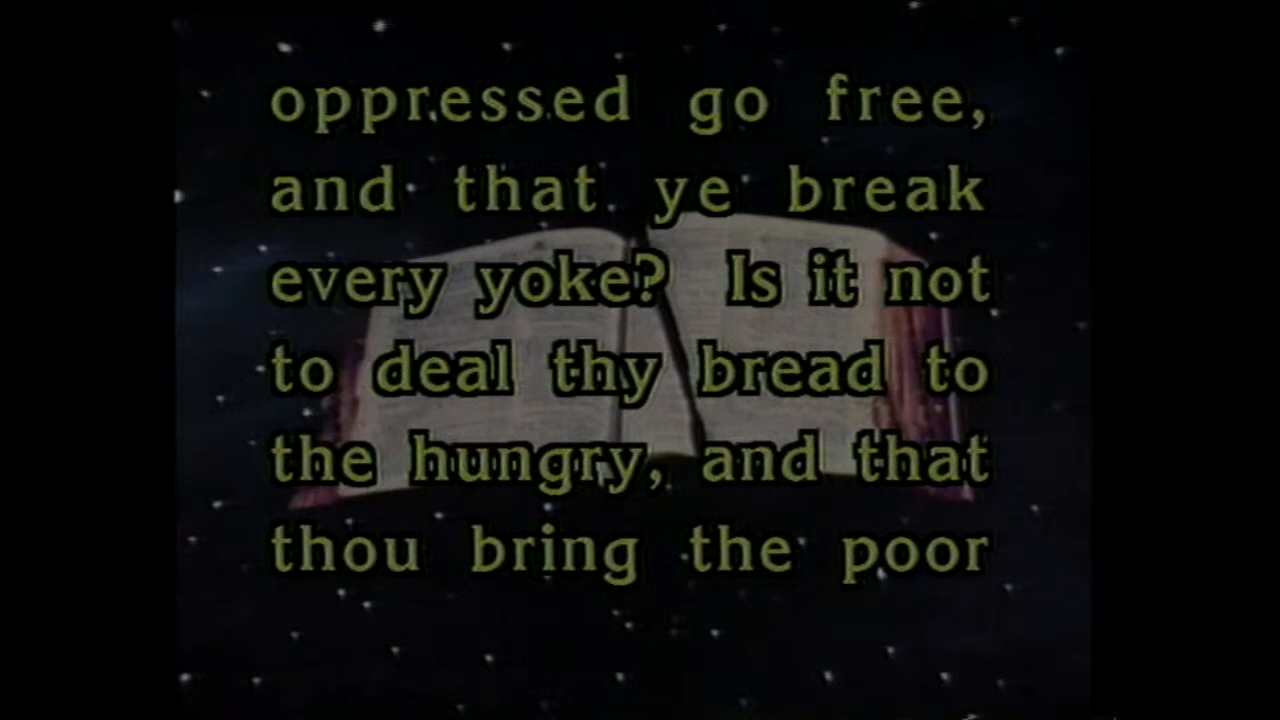 oppressed go free,
and that ye break
every yoke? Is it not
to deal thy bread to
the hungry, and that
thou bring the poor